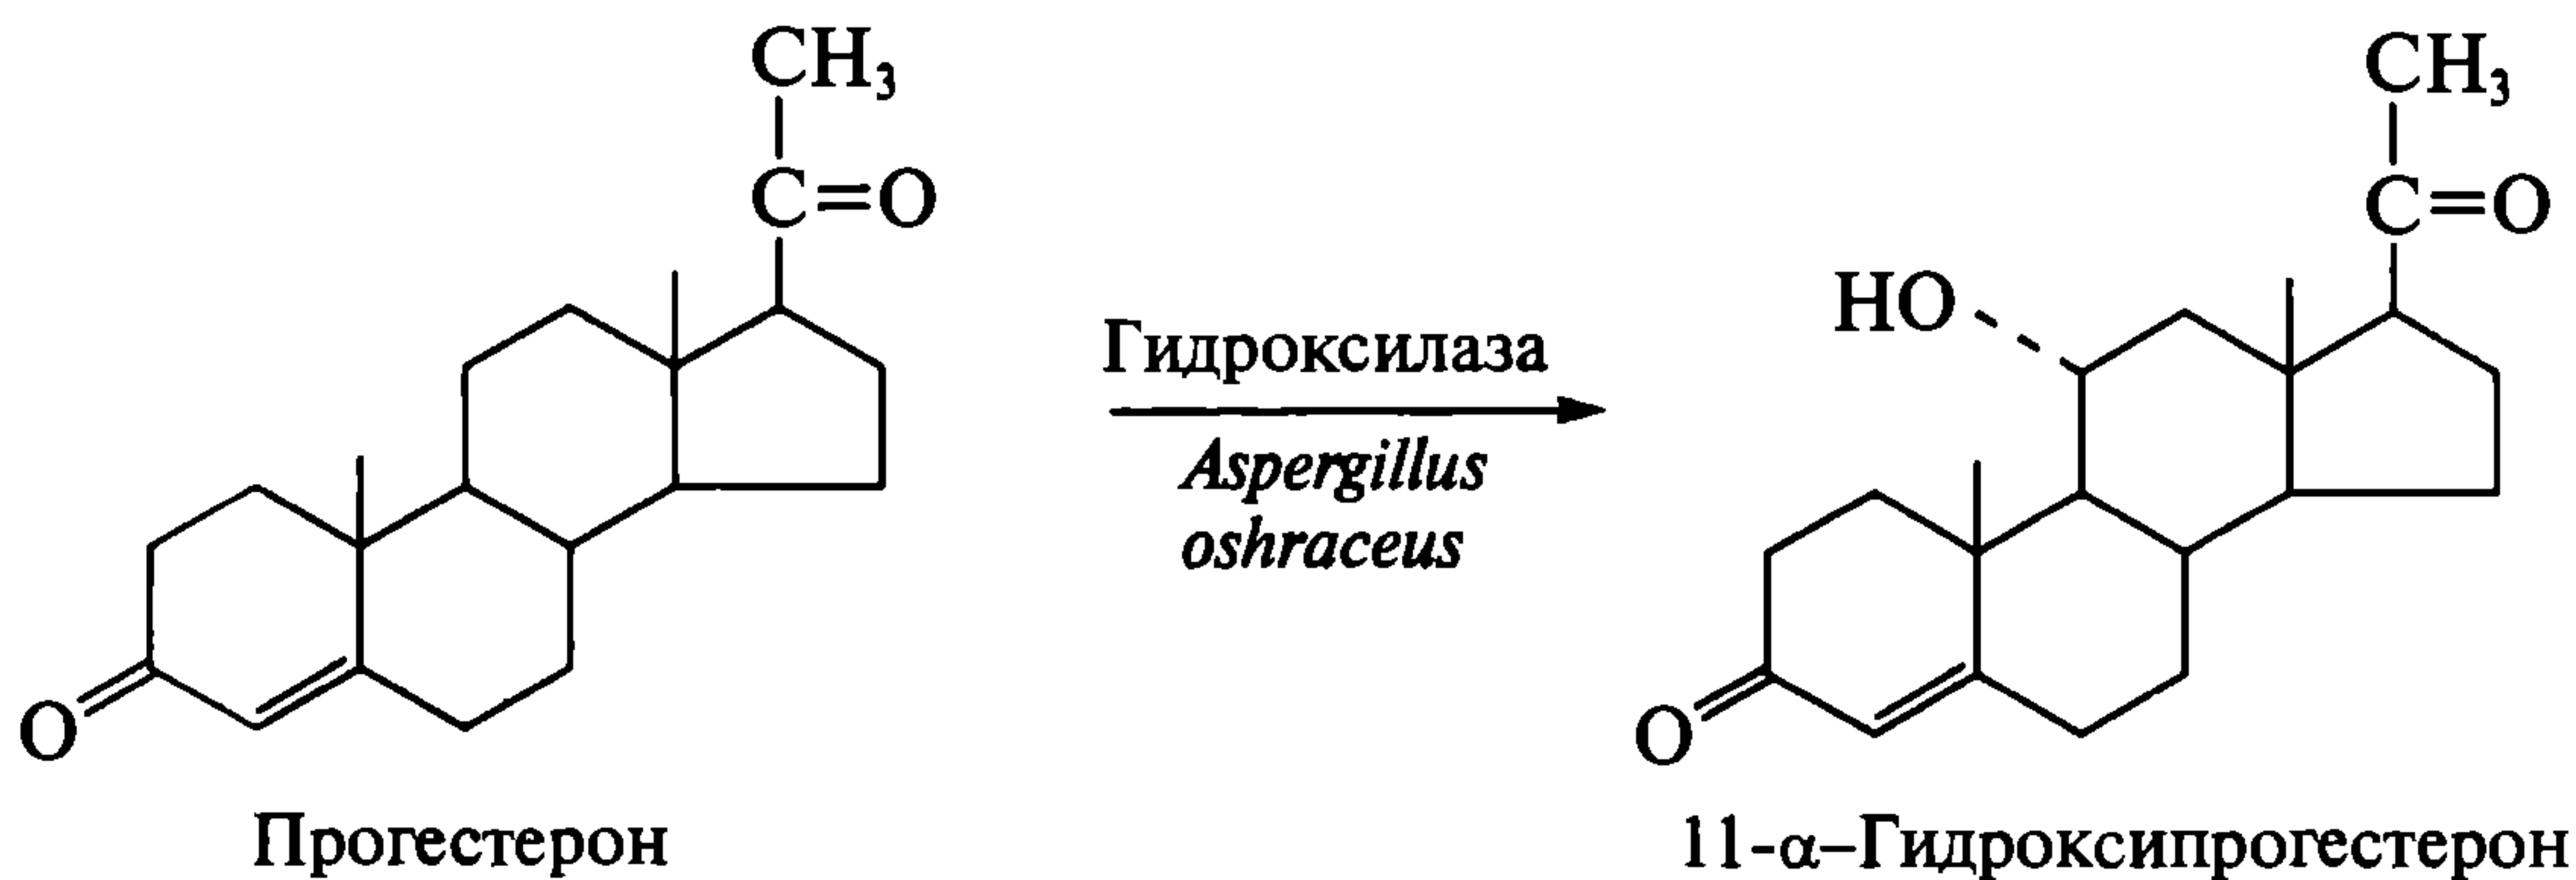 CH₃
C=O
O
Прогестерон
Гидроксилаза
Aspergillus
oshraceus
CH₃
C=O
HO
O
11-α–Гидроксипрогестерон